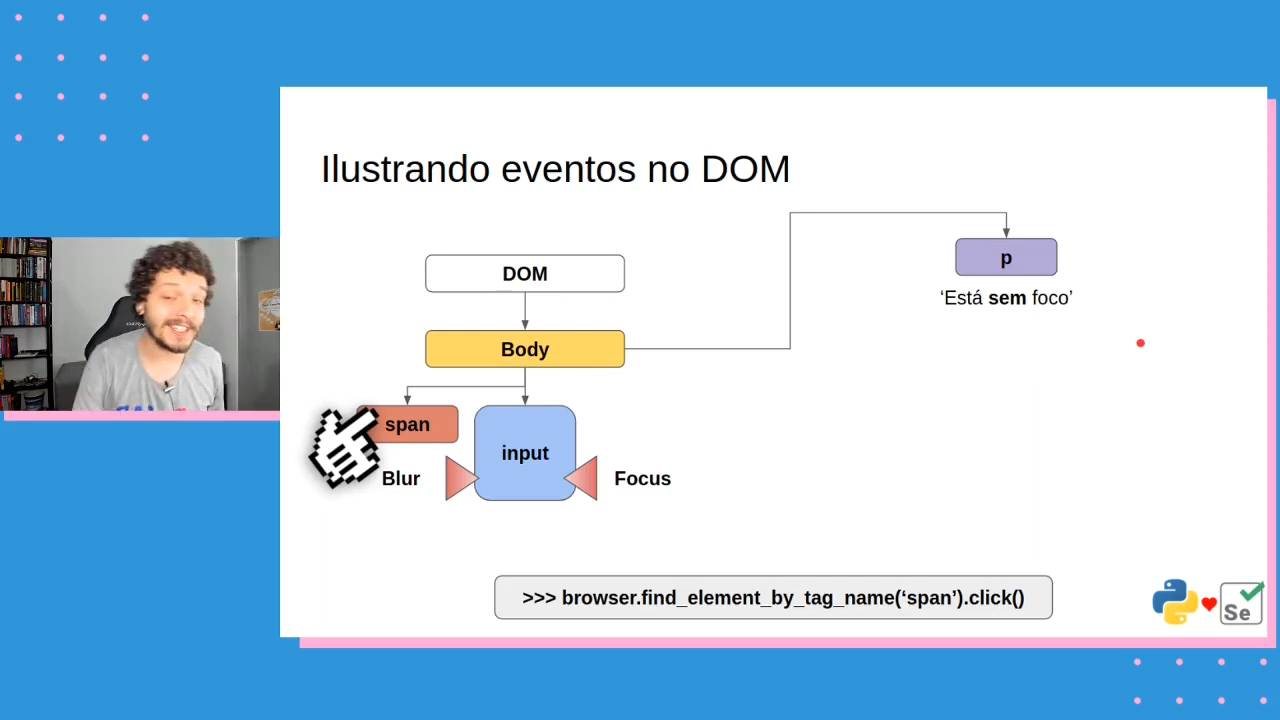 Ilustrando eventos no DOM
DOM
p
‘Está sem foco’
Body
span
input
Blur
Focus
>>> browser.find_element_by_tag_name(‘span’).click()
Se